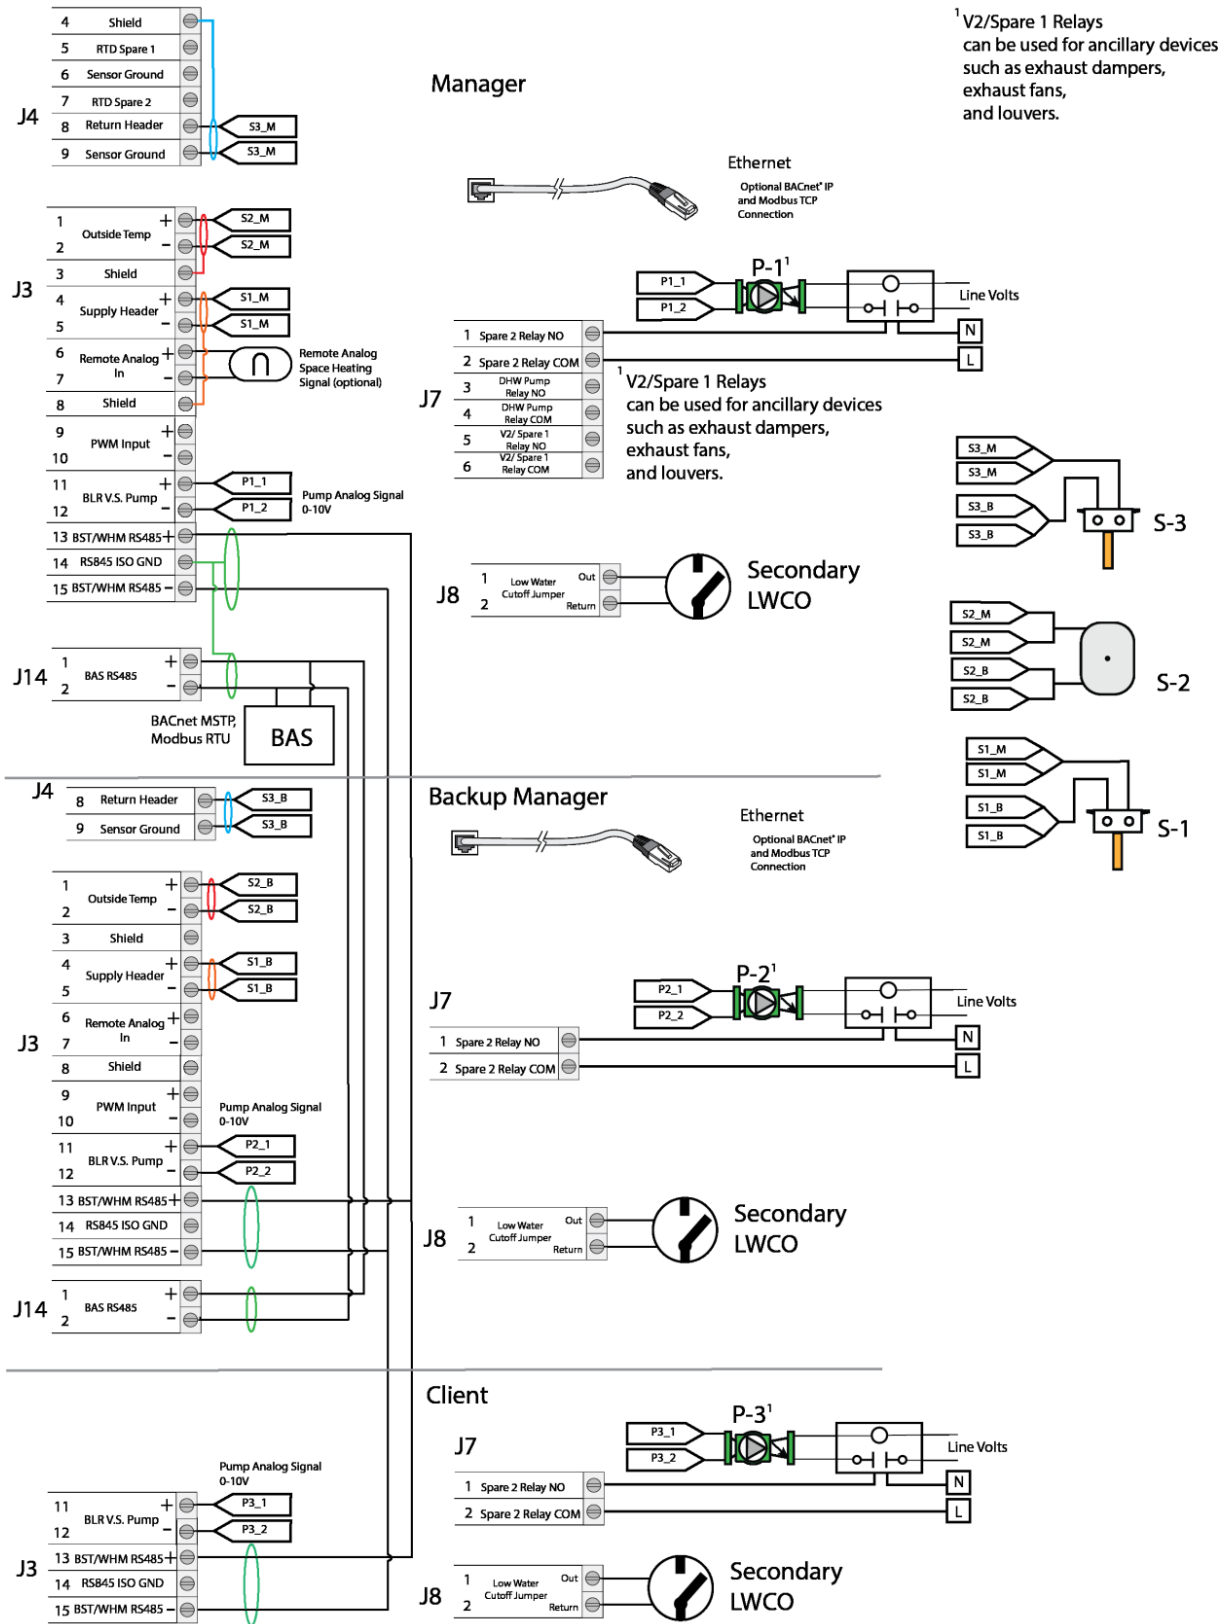 4 Shield
5 RTD Spare 1
6 Sensor Ground
7 RTD Spare 2
J4
8 Return Header
S3_M
9 Sensor Ground
S3_M
Manager
1 V2/Spare 1 Relays
can be used for ancillary devices
such as exhaust dampers,
exhaust fans,
and louvers.
Ethernet
Optional BACnet® IP
and Modbus TCP
Connection
J3
1 +
Outside Temp
2 −
S2_M
S2_M
3 Shield
4 +
Supply Header
5 −
S1_M
S1_M
6 +
Remote Analog
In
7 −
Remote Analog
Space Heating
Signal (optional)
8 Shield
9 +
PWM Input
10 −
11 +
BLR V.S. Pump
12 −
P1_1
P1_2
Pump Analog Signal
0-10V
13 BST/WHM RS485 +
14 RS845 ISO GND
15 BST/WHM RS485 −
J14
1 +
BAS RS485
2 −
BACnet MSTP,
Modbus RTU
BAS
P1_1
P1_2
P-1¹
Line Volts
N
L
J7
1 Spare 2 Relay NO
2 Spare 2 Relay COM
3 DHW Pump
Relay NO
4 DHW Pump
Relay COM
5 V2/ Spare 1
Relay NO
6 V2/ Spare 1
Relay COM
1 V2/Spare 1 Relays
can be used for ancillary devices
such as exhaust dampers,
exhaust fans,
and louvers.
J8
1 Out
Low Water
Cutoff Jumper
2 Return
Secondary
LWCO
S3_M
S3_M
S3_B
S3_B
S-3
S2_M
S2_M
S2_B
S2_B
S-2
S1_M
S1_M
S1_B
S1_B
S-1
J4
8 Return Header
S3_B
9 Sensor Ground
S3_B
Backup Manager
Ethernet
Optional BACnet® IP
and Modbus TCP
Connection
J3
1 +
Outside Temp
2 −
S2_B
S2_B
3 Shield
4 +
Supply Header
5 −
S1_B
S1_B
6 +
Remote Analog
In
7 −
8 Shield
9 +
PWM Input
10 −
Pump Analog Signal
0-10V
11 +
BLR V.S. Pump
12 −
P2_1
P2_2
13 BST/WHM RS485 +
14 RS845 ISO GND
15 BST/WHM RS485 −
J14
1 +
BAS RS485
2 −
J7
P2_1
P2_2
P-2¹
Line Volts
1 Spare 2 Relay NO
N
2 Spare 2 Relay COM
L
J8
1 Out
Low Water
Cutoff Jumper
2 Return
Secondary
LWCO
Client
J7
P3_1
P3_2
P-3¹
Line Volts
1 Spare 2 Relay NO
N
2 Spare 2 Relay COM
L
Pump Analog Signal
0-10V
J3
11 +
BLR V.S. Pump
12 −
P3_1
P3_2
13 BST/WHM RS485 +
14 RS845 ISO GND
15 BST/WHM RS485 −
J8
1 Out
Low Water
Cutoff Jumper
2 Return
Secondary
LWCO